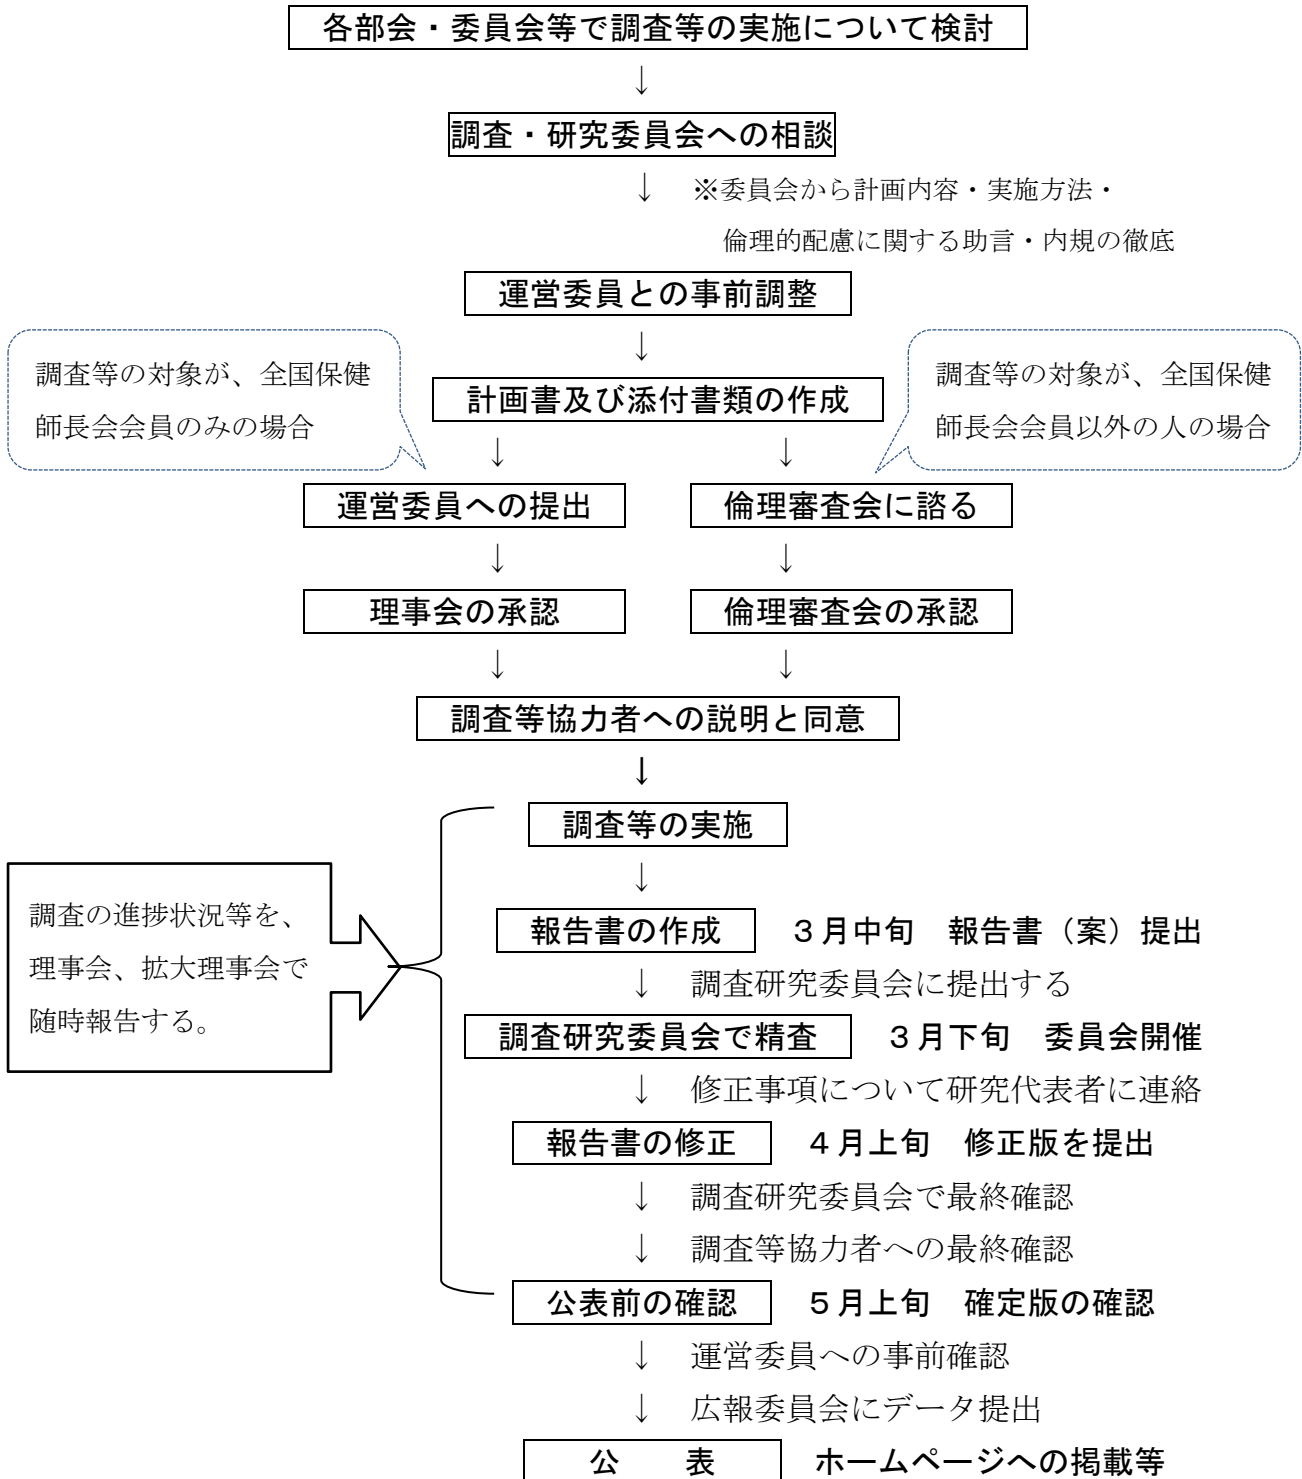 各部会・委員会等で調査等の実施について検討
↓
調査・研究委員会への相談
↓ ※委員会から計画内容・実施方法・
倫理的配慮に関する助言・内規の徹底
運営委員との事前調整
↓
調査等の対象が、全国保健
師長会会員のみの場合
調査等の対象が、全国保健
師長会会員以外の人の場合
計画書及び添付書類の作成
↓ ↓
運営委員への提出 倫理審査会に諮る
↓ ↓
理事会の承認 倫理審査会の承認
↓ ↓
調査等協力者への説明と同意
↓
調査等の実施
↓
調査の進捗状況等を、
理事会、拡大理事会で
随時報告する。
報告書の作成 3月中旬 報告書（案）提出
↓ 調査研究委員会に提出する
調査研究委員会で精査 3月下旬 委員会開催
↓ 修正事項について研究代表者に連絡
報告書の修正 4月上旬 修正版を提出
↓ 調査研究委員会で最終確認
↓ 調査等協力者への最終確認
公表前の確認 5月上旬 確定版の確認
↓ 運営委員への事前確認
↓ 広報委員会にデータ提出
公 表 ホームページへの掲載等